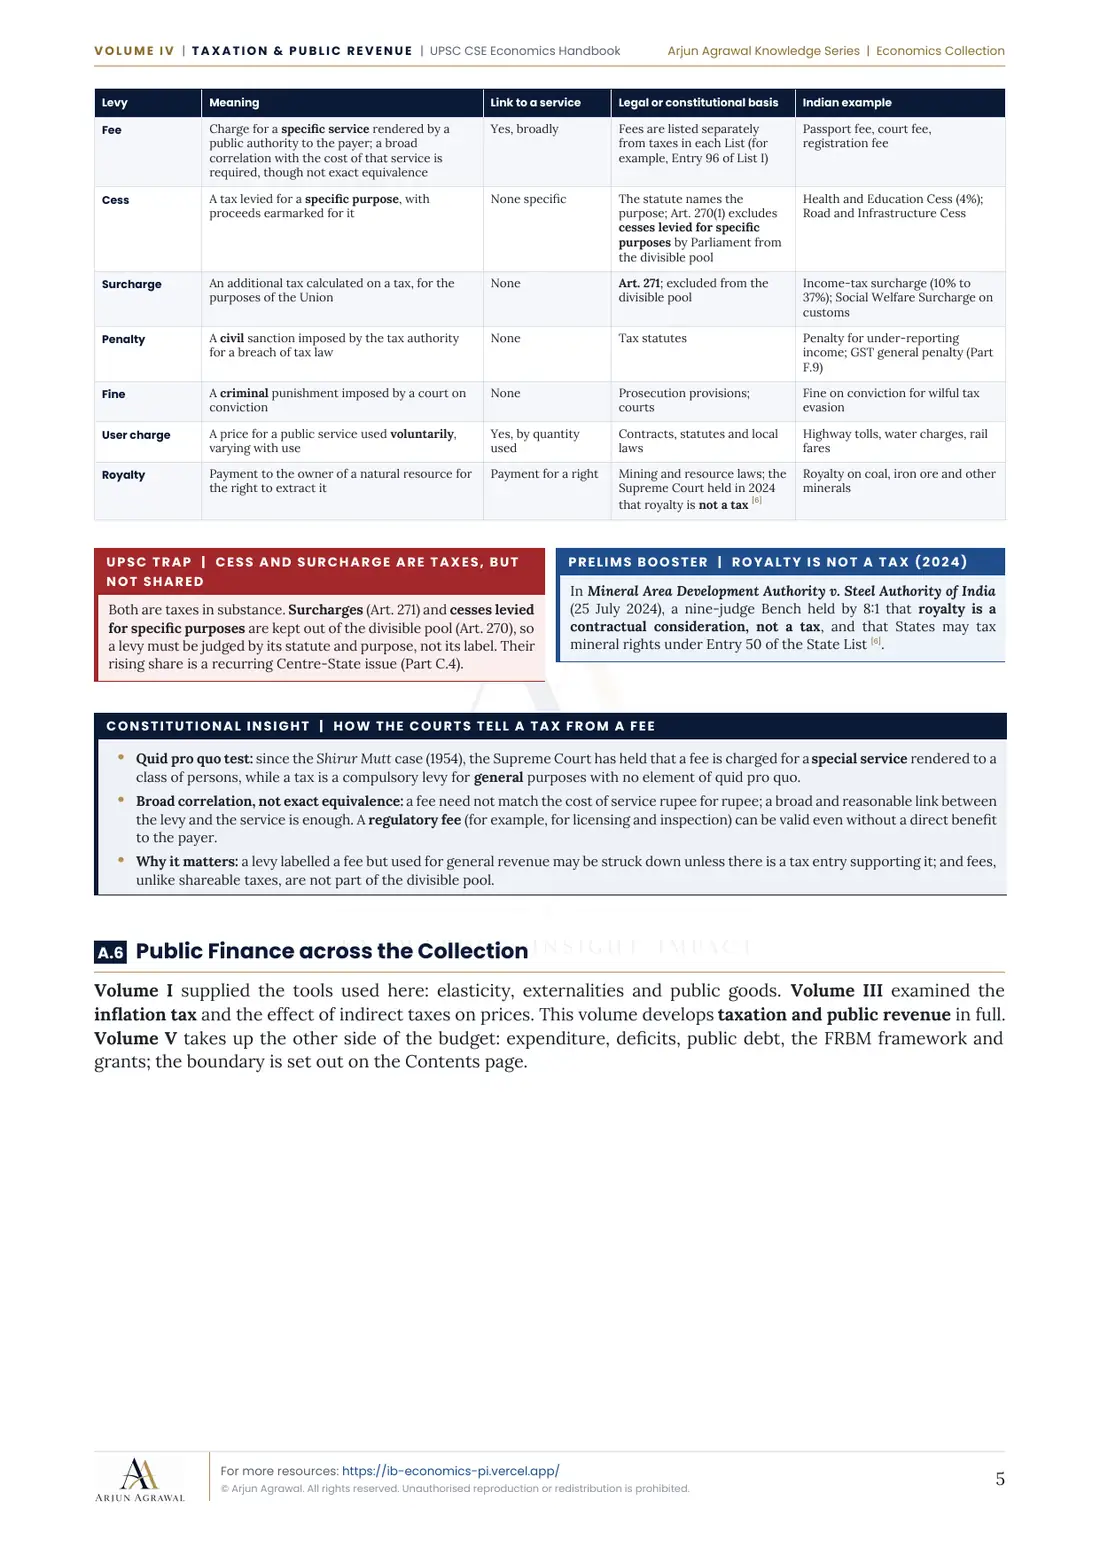 VOLUME IV | TAXATION & PUBLIC REVENUE | UPSC CSE Economics Handbook
Arjun Agrawal Knowledge Series | Economics Collection
Levy
Meaning
Link to a service
Legal or constitutional basis
Indian example
Fee
Charge for a specific service rendered by a
public authority to the payer; a broad
correlation with the cost of that service is
required, though not exact equivalence
Yes, broadly
Fees are listed separately
from taxes in each List (for
example, Entry 96 of List I)
Passport fee, court fee,
registration fee
Cess
A tax levied for a specific purpose, with
proceeds earmarked for it
None specific
The statute names the
purpose; Art. 270(1) excludes
cesses levied for specific
purposes by Parliament from
the divisible pool
Health and Education Cess (4%);
Road and Infrastructure Cess
Surcharge
An additional tax calculated on a tax, for the
purposes of the Union
None
Art. 271; excluded from the
divisible pool
Income-tax surcharge (10% to
37%); Social Welfare Surcharge on
customs
Penalty
A civil sanction imposed by the tax authority
for a breach of tax law
None
Tax statutes
Penalty for under-reporting
income; GST general penalty (Part
F.9)
Fine
A criminal punishment imposed by a court on
conviction
None
Prosecution provisions;
courts
Fine on conviction for wilful tax
evasion
User charge
A price for a public service used voluntarily,
varying with use
Yes, by quantity
used
Contracts, statutes and local
laws
Highway tolls, water charges, rail
fares
Royalty
Payment to the owner of a natural resource for
the right to extract it
Payment for a right
Mining and resource laws; the
Supreme Court held in 2024
that royalty is not a tax [6]
Royalty on coal, iron ore and other
minerals
UPSC TRAP | CESS AND SURCHARGE ARE TAXES, BUT
NOT SHARED
Both are taxes in substance. Surcharges (Art. 271) and cesses levied
for specific purposes are kept out of the divisible pool (Art. 270), so
a levy must be judged by its statute and purpose, not its label. Their
rising share is a recurring Centre-State issue (Part C.4).
PRELIMS BOOSTER | ROYALTY IS NOT A TAX (2024)
In Mineral Area Development Authority v. Steel Authority of India
(25 July 2024), a nine-judge Bench held by 8:1 that royalty is a
contractual consideration, not a tax, and that States may tax
mineral rights under Entry 50 of the State List [6].
CONSTITUTIONAL INSIGHT | HOW THE COURTS TELL A TAX FROM A FEE
• Quid pro quo test: since the Shirur Mutt case (1954), the Supreme Court has held that a fee is charged for a special service rendered to a
class of persons, while a tax is a compulsory levy for general purposes with no element of quid pro quo.
• Broad correlation, not exact equivalence: a fee need not match the cost of service rupee for rupee; a broad and reasonable link between
the levy and the service is enough. A regulatory fee (for example, for licensing and inspection) can be valid even without a direct benefit
to the payer.
• Why it matters: a levy labelled a fee but used for general revenue may be struck down unless there is a tax entry supporting it; and fees,
unlike shareable taxes, are not part of the divisible pool.
A.6 Public Finance across the Collection
INSIGHT IMPACT
Volume I supplied the tools used here: elasticity, externalities and public goods. Volume III examined the
inflation tax and the effect of indirect taxes on prices. This volume develops taxation and public revenue in full.
Volume V takes up the other side of the budget: expenditure, deficits, public debt, the FRBM framework and
grants; the boundary is set out on the Contents page.
ARJUN AGRAWAL
For more resources: https://ib-economics-pi.vercel.app/
© Arjun Agrawal. All rights reserved. Unauthorised reproduction or redistribution is prohibited.
5